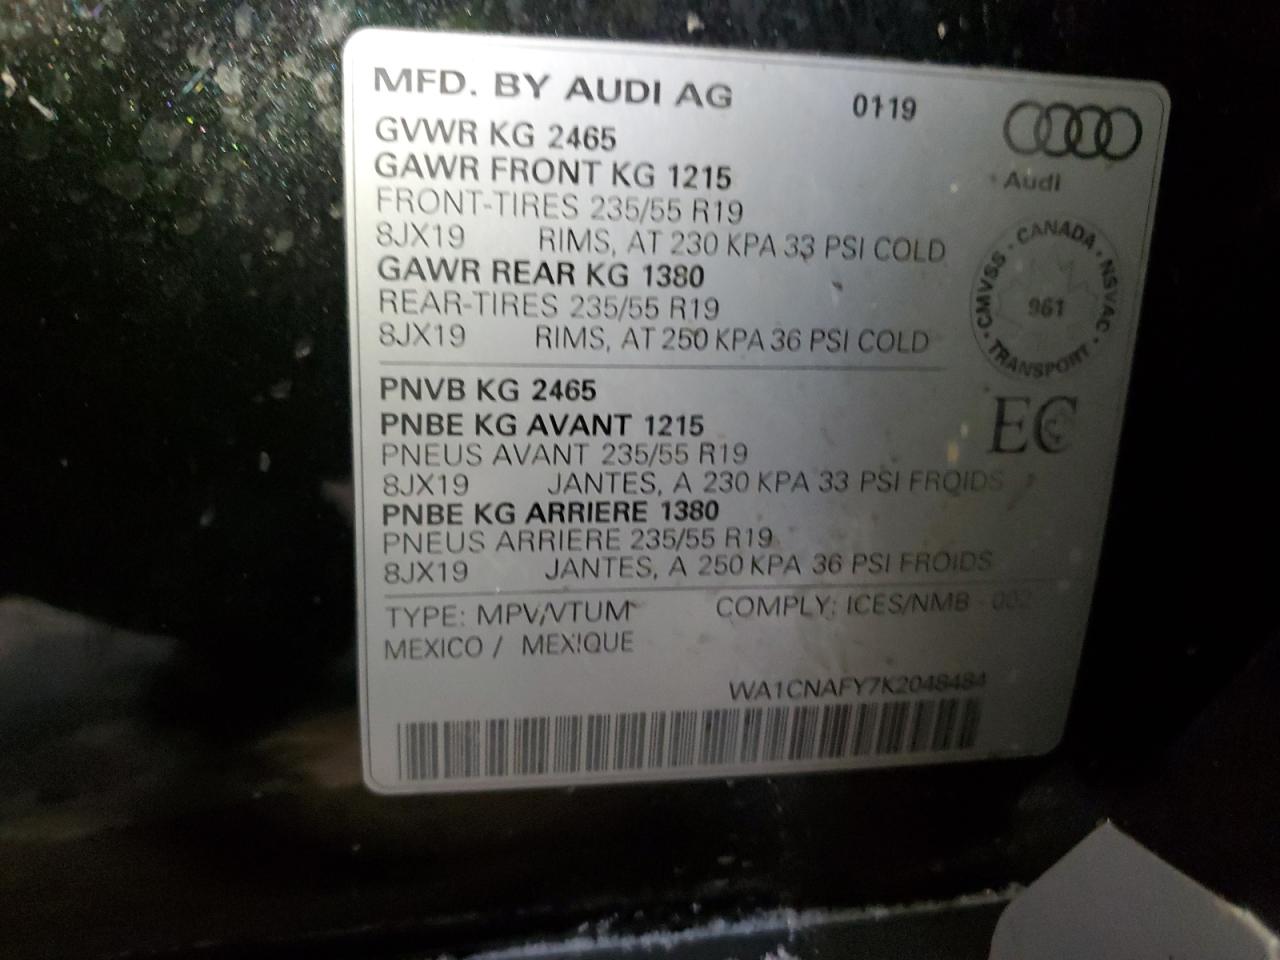 MFD. BY AUDI AG 0119
GVWR KG 2465
GAWR FRONT KG 1215
Audi
FRONT-TIRES 235/55 R19
8JX19 RIMS, AT 230 KPA 33 PSI COLD
GAWR REAR KG 1380
REAR-TIRES 235/55 R19
8JX19 RIMS, AT 250 KPA 36 PSI COLD
CMVSS · CANADA · NSVAC · TRANSPORT ·
961
PNVB KG 2465
PNBE KG AVANT 1215
EC
PNEUS AVANT 235/55 R19
8JX19 JANTES, A 230 KPA 33 PSI FROIDS
PNBE KG ARRIERE 1380
PNEUS ARRIERE 235/55 R19
8JX19 JANTES, A 250 KPA 36 PSI FROIDS
TYPE: MPV/VTUM COMPLY: ICES/NMB - 002
MEXICO / MEXIQUE
WA1CNAFY7K2048484